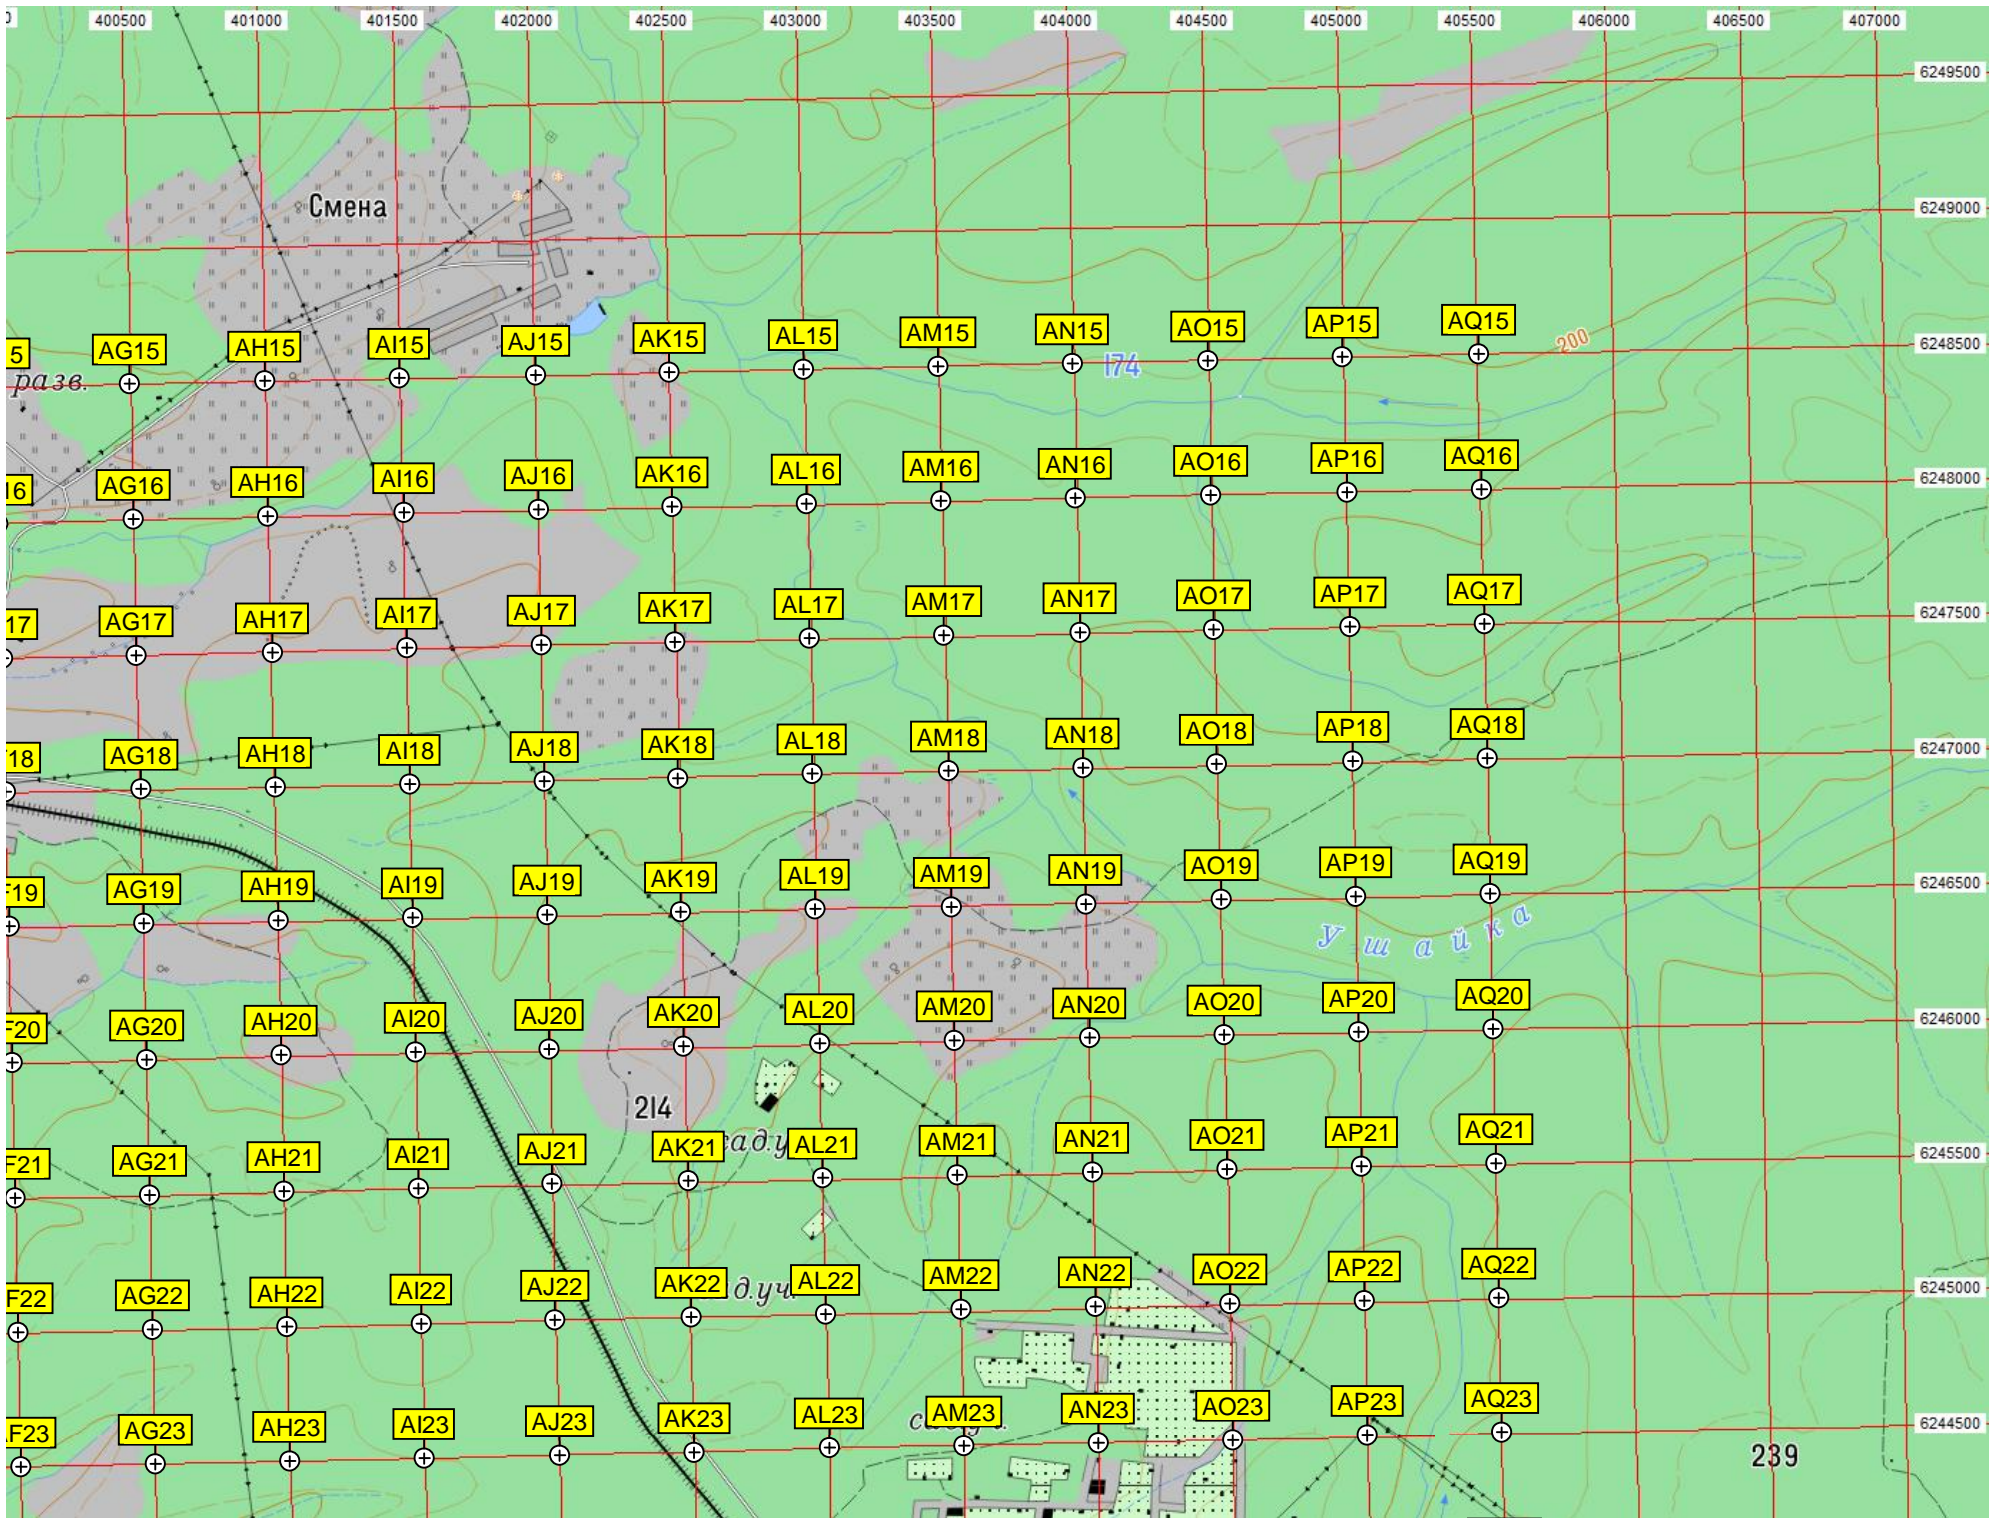 0 400500 401000 401500 402000 402500 403000 403500 404000 404500 405000 405500 406000 406500 407000
6249500
Смена
6249000
5 AG15 AH15 AI15 AJ15 AK15 AL15 AM15 AN15 AO15 AP15 AQ15
200
6248500
174
разв.
16 AG16 AH16 AI16 AJ16 AK16 AL16 AM16 AN16 AO16 AP16 AQ16
6248000
17 AG17 AH17 AI17 AJ17 AK17 AL17 AM17 AN17 AO17 AP17 AQ17
6247500
18 AG18 AH18 AI18 AJ18 AK18 AL18 AM18 AN18 AO18 AP18 AQ18
6247000
F19 AG19 AH19 AI19 AJ19 AK19 AL19 AM19 AN19 AO19 AP19 AQ19
6246500
Ушайка
F20 AG20 AH20 AI20 AJ20 AK20 AL20 AM20 AN20 AO20 AP20 AQ20
6246000
214
сад.у
F21 AG21 AH21 AI21 AJ21 AK21 AL21 AM21 AN21 AO21 AP21 AQ21
6245500
F22 AG22 AH22 AI22 AJ22 AK22 AL22 AM22 AN22 AO22 AP22 AQ22
д.уч.
6245000
F23 AG23 AH23 AI23 AJ23 AK23 AL23 AM23 AN23 AO23 AP23 AQ23
6244500
239